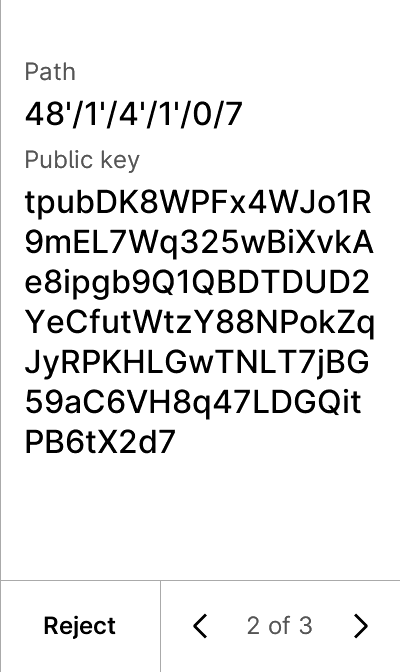 Path
48'/1'/4'/1'/0/7
Public key
tpubDK8WPFx4WJo1R
9mEL7Wq325wBiXvkA
e8ipgb9Q1QBDTDUD2
YeCfutWtzY88NPokZq
JyRPKHLGwTNLT7jBG
59aC6VH8q47LDGQit
PB6tX2d7
Reject
2 of 3